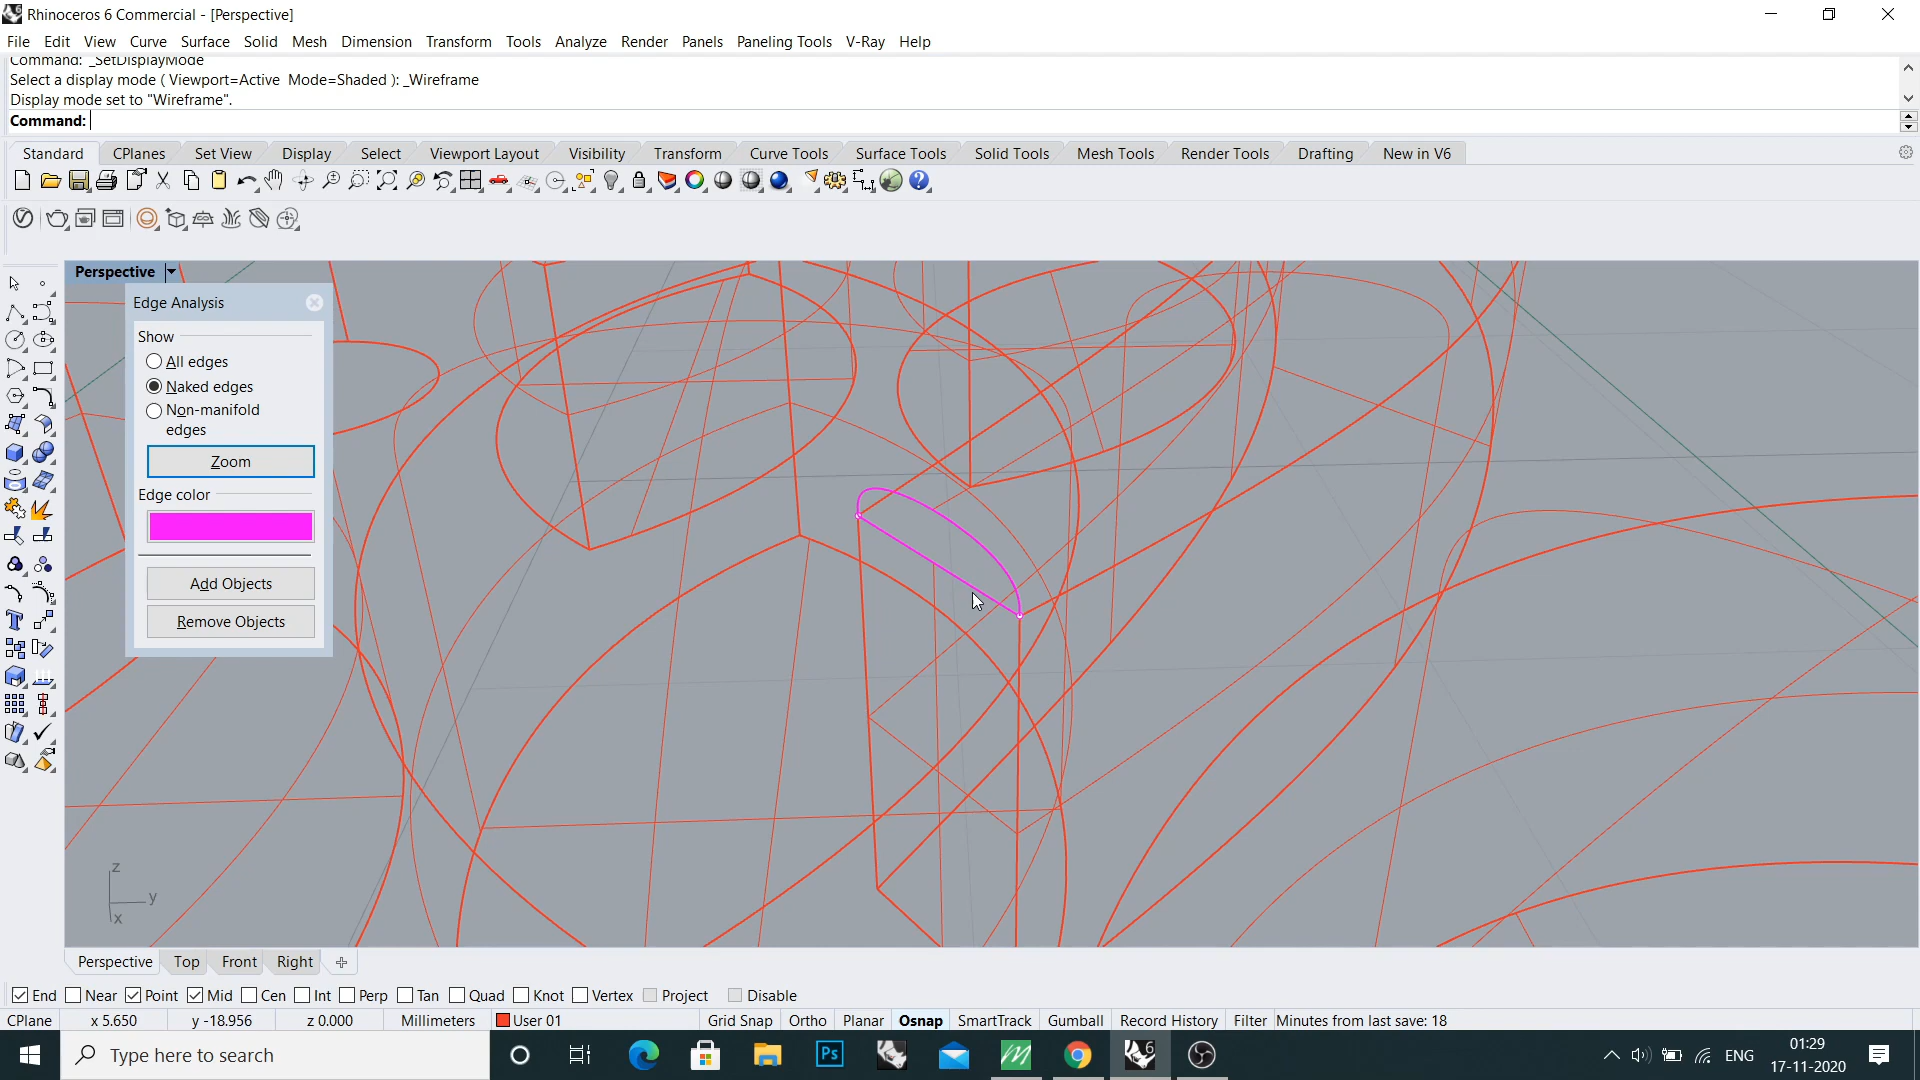 Rhinoceros 6 Commercial - [Perspective]
File Edit View Curve Surface Solid Mesh Dimension Transform Tools Analyze Render Panels Paneling Tools V-Ray Help
Command: _SetDisplayMode
Select a display mode ( Viewport=Active Mode=Shaded ): _Wireframe
Display mode set to "Wireframe".
Command:
Standard CPlanes Set View Display Select Viewport Layout Visibility Transform Curve Tools Surface Tools Solid Tools Mesh Tools Render Tools Drafting New in V6
Perspective
Edge Analysis
Show
All edges
Naked edges
Non-manifold
edges
Zoom
Edge color
Add Objects
Remove Objects
z
y
x
Perspective Top Front Right
End Near Point Mid Cen Int Perp Tan Quad Knot Vertex Project Disable
CPlane x 5.650 y -18.956 z 0.000 Millimeters User 01 Grid Snap Ortho Planar Osnap SmartTrack Gumball Record History Filter Minutes from last save: 18
Type here to search
Ps
6
ENG
01:29
17-11-2020